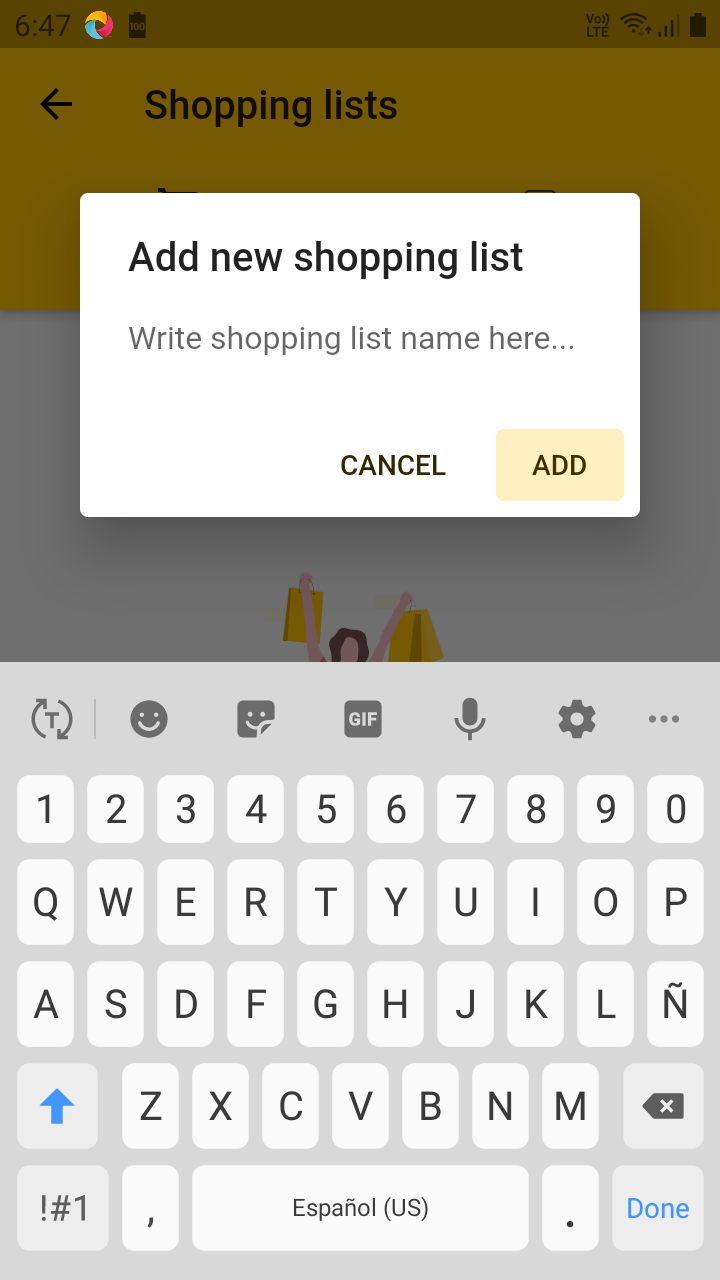 6:47 100 Vo)) LTE
Shopping lists
Add new shopping list
Write shopping list name here...
CANCEL ADD
T GIF
1 2 3 4 5 6 7 8 9 0
Q W E R T Y U I O P
A S D F G H J K L Ñ
Z X C V B N M
!#1 , Español (US) . Done